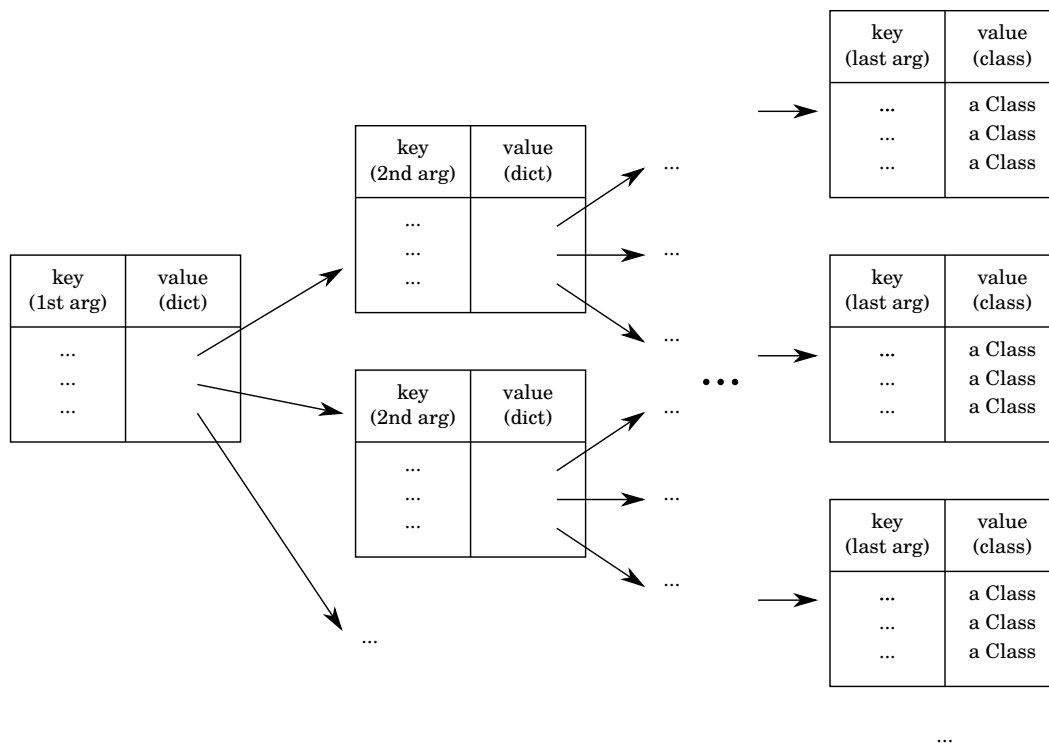 key value
(1st arg) (dict)
...
...
...
key value
(2nd arg) (dict)
...
...
...
key value
(2nd arg) (dict)
...
...
...
...
...
...
...
...
...
...
...
...
key value
(last arg) (class)
... a Class
... a Class
... a Class
key value
(last arg) (class)
... a Class
... a Class
... a Class
key value
(last arg) (class)
... a Class
... a Class
... a Class
...